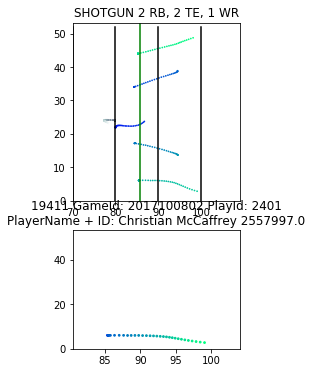 SHOTGUN 2 RB, 2 TE, 1 WR
50
40
30
20
10
0
70 80 90 100
19411 GameId: 2017100802 PlayId: 2401
PlayerName + ID: Christian McCaffrey 2557997.0
40
20
0
85 90 95 100